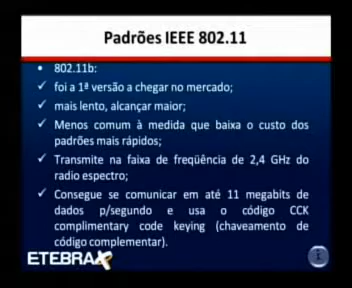 Padrões IEEE 802.11
• 802.11b:
✓ foi a 1ª versão a chegar no mercado;
✓ mais lento, alcançar maior;
✓ Menos comum à medida que baixa o custo dos
padrões mais rápidos;
✓ Transmite na faixa de freqüência de 2,4 GHz do
radio espectro;
✓ Consegue se comunicar em até 11 megabits de
dados p/segundo e usa o código CCK
complimentary code keying (chaveamento de
código complementar).
ETEBRAX